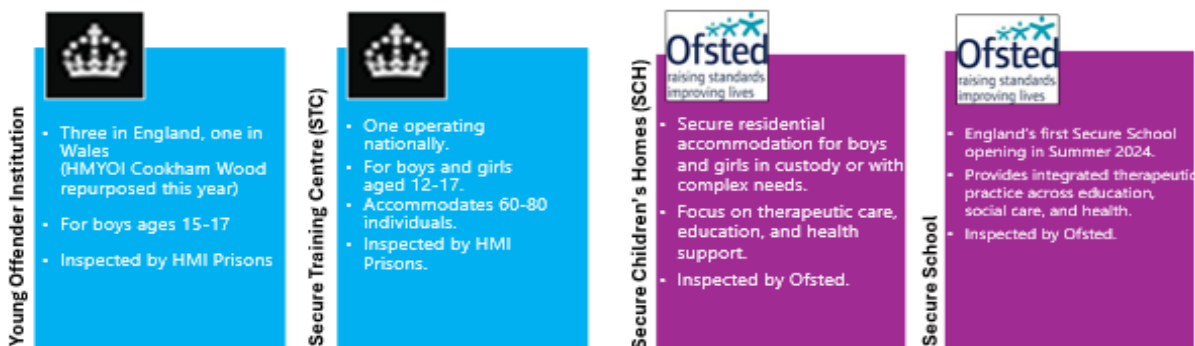 Young Offender Institution
• Three in England, one in
Wales
(HMYOI Cookham Wood
repurposed this year)
• For boys ages 15-17
• Inspected by HMI Prisons
Secure Training Centre (STC)
• One operating
nationally.
• For boys and girls
aged 12-17.
• Accommodates 60-80
individuals.
• Inspected by HMI
Prisons.
Secure Children' s Homes (SCH)
Ofsted
raising standards
improving lives
• Secure residential
accommodation for boys
and girls in custody or with
complex needs.
• Focus on therapeutic care,
education, and health
support.
• Inspected by Ofsted.
Secure School
Ofsted
raising standards
improving lives
• England's first Secure School
opening in Summer 2024.
• Provides integrated therapeutic
practice across education,
social care, and health.
• Inspected by Ofsted.